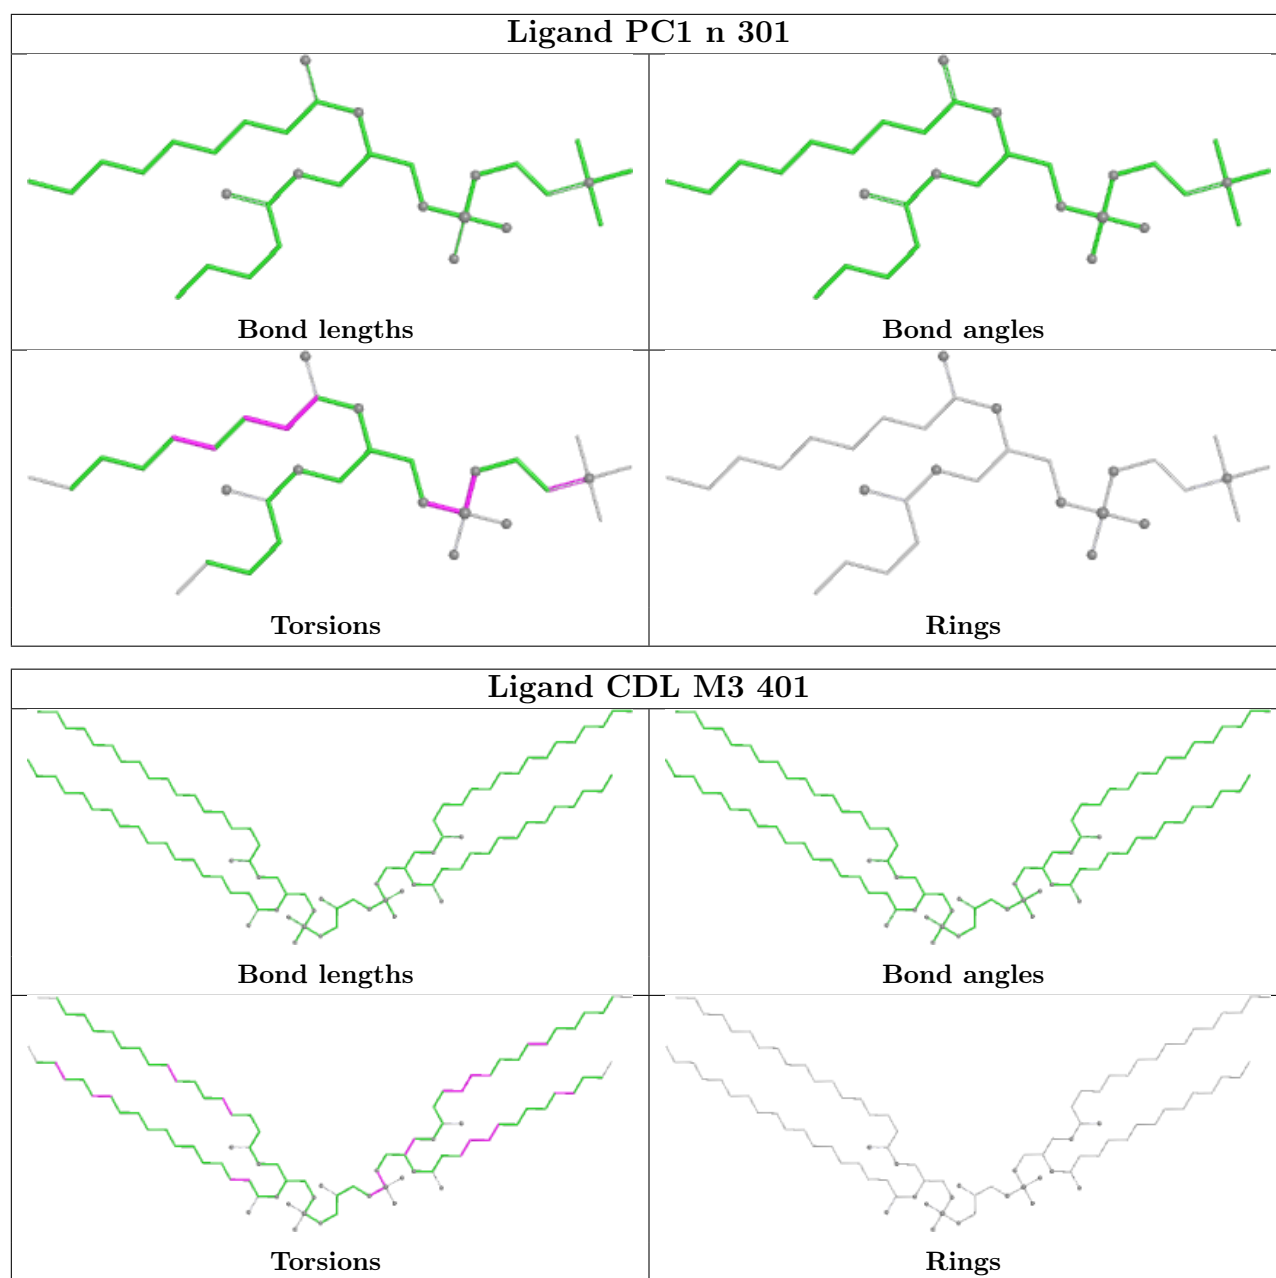 Ligand PC1 n 301
Bond lengths
Bond angles
Torsions
Rings
Ligand CDL M3 401
Bond lengths
Bond angles
Torsions
Rings